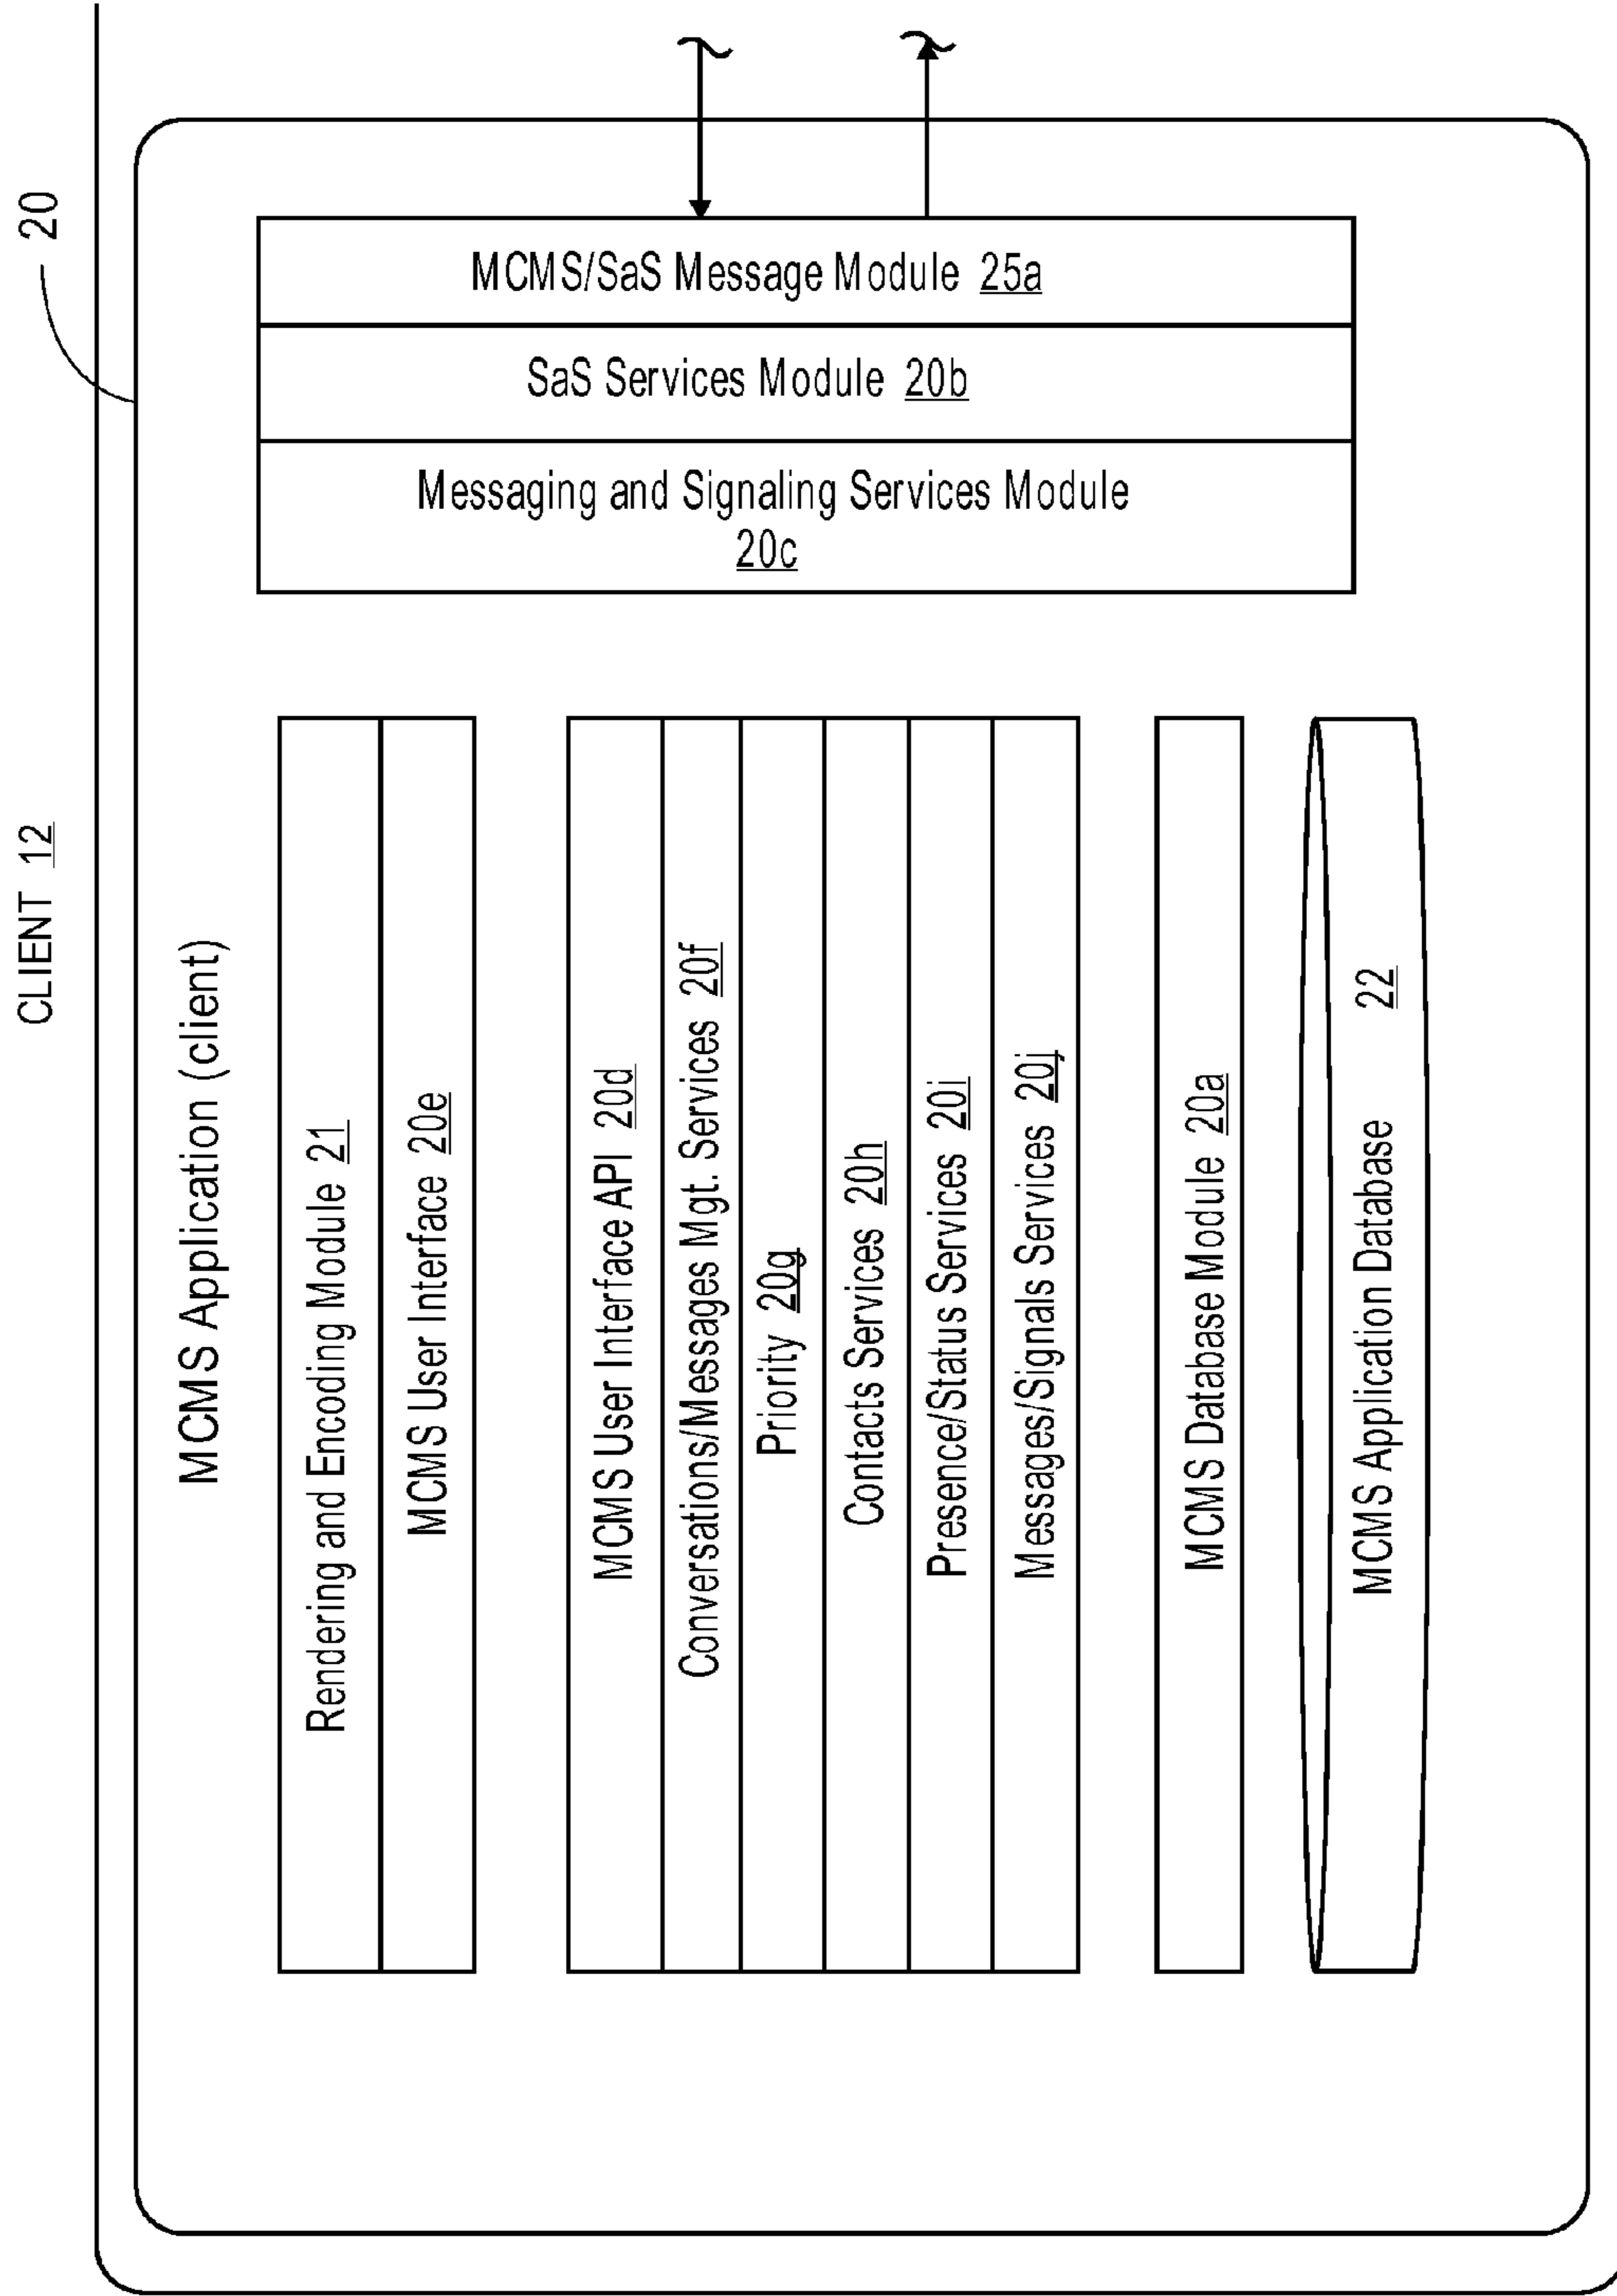 CLIENT 12
20
MCMS Application (client)
Rendering and Encoding Module 21
MCMS User Interface 20e
MCMS User Interface API 20d
Conversations/Messages Mgt. Services 20f
Priority 20g
Contacts Services 20h
Presence/Status Services 20i
Messages/Signals Services 20j
MCMS Database Module 20a
MCMS Application Database 22
MCMS/SaS Message Module 25a
SaS Services Module 20b
Messaging and Signaling Services Module
20c